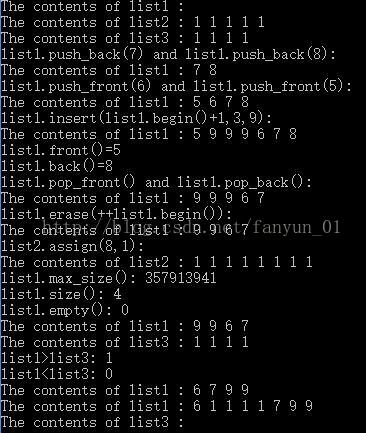 The contents of list1 :
The contents of list2 : 1 1 1 1 1
The contents of list3 : 1 1 1 1
list1.push_back(7) and list1.push_back(8):
The contents of list1 : 7 8
list1.push_front(6) and list1.push_front(5):
The contents of list1 : 5 6 7 8
list1.insert(list1.begin()+1,3,9):
The contents of list1 : 5 9 9 9 6 7 8
list1.front()=5
list1.back()=8
list1.pop_front() and list1.pop_back():
The contents of list1 : 9 9 9 6 7
list1.erase(++list1.begin()):
http://blog.csdn.net/fanyun_01
The contents of list1 : 9 9 6 7
list2.assign(8,1):
The contents of list2 : 1 1 1 1 1 1 1 1
list1.max_size(): 357913941
list1.size(): 4
list1.empty(): 0
The contents of list1 : 9 9 6 7
The contents of list3 : 1 1 1 1
list1>list3: 1
list1<list3: 0
The contents of list1 : 6 7 9 9
The contents of list1 : 6 1 1 1 1 7 9 9
The contents of list3 :